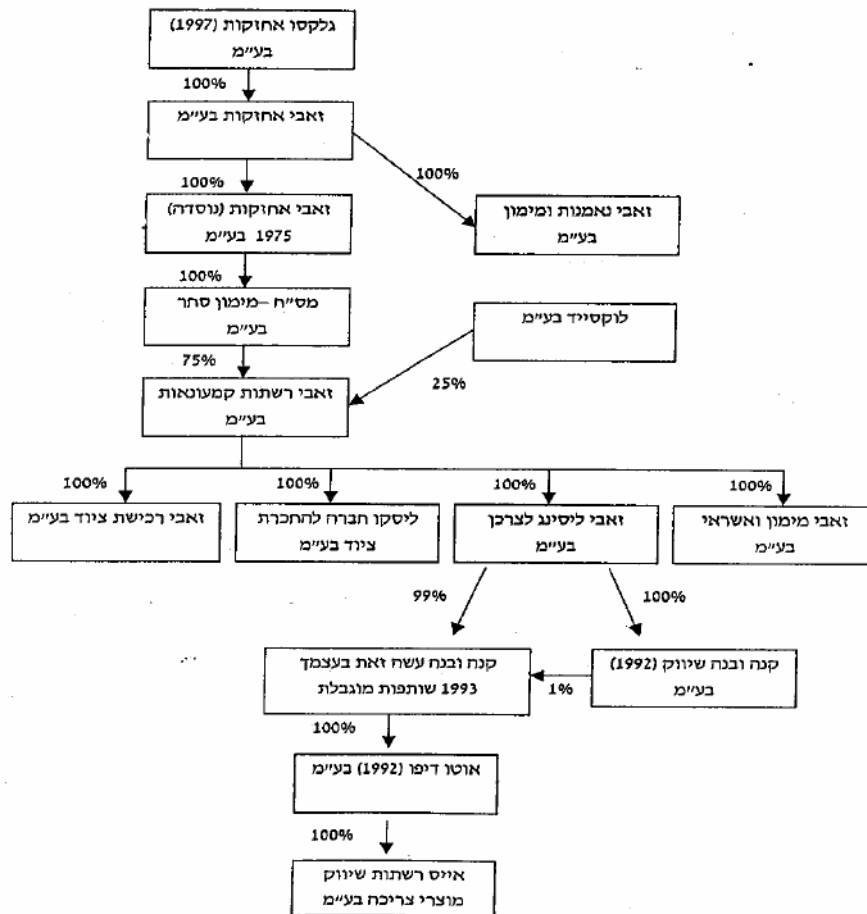 גלקסו אחזקות (1997)
בע״מ
100%
זאבי אחזקות בע״מ
100%
100%
זאבי אחזקות (נוסדה)
1975 בע״מ
זאבי נאמנות ומימון
בע״מ
100%
מס״ח –מימון סחר
בע״מ
לוקסייד בע״מ
75%
25%
זאבי רשתות קמעונאות
בע״מ
100%
100%
100%
100%
זאבי מימון ואשראי
בע״מ
זאבי ליסינג לצרכן
בע״מ
ליסקו חברה להחכרת
ציוד בע״מ
זאבי רכישת ציוד בע״מ
99%
100%
קנה ובנה שיווק (1992)
בע״מ
1%
קנה ובנה עשה זאת בעצמך
1993 שותפות מוגבלת
100%
אוטו דיפו (1992) בע״מ
100%
אייס רשתות שיווק
מוצרי צריכה בע״מ